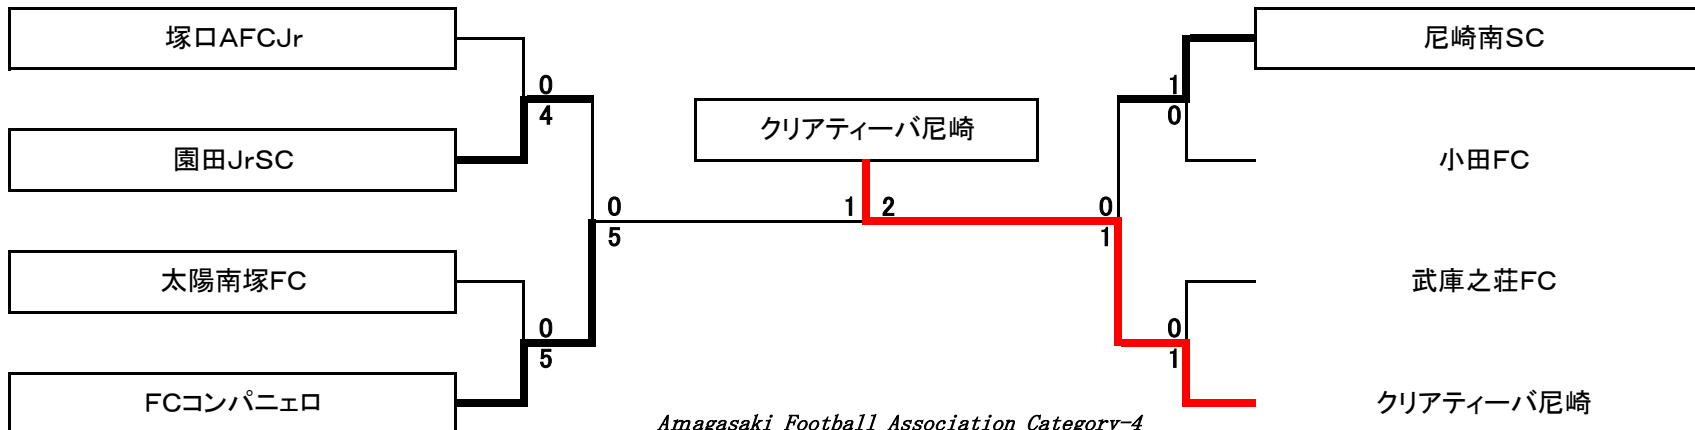 塚口AFCJr
尼崎南SC
0
4
1
0
クリアティーバ尼崎
園田JrSC
小田FC
0
5
1 2
0
1
太陽南塚FC
武庫之荘FC
0
5
0
1
FCコンパニェロ
クリアティーバ尼崎
Amagasaki Football Association Category-4